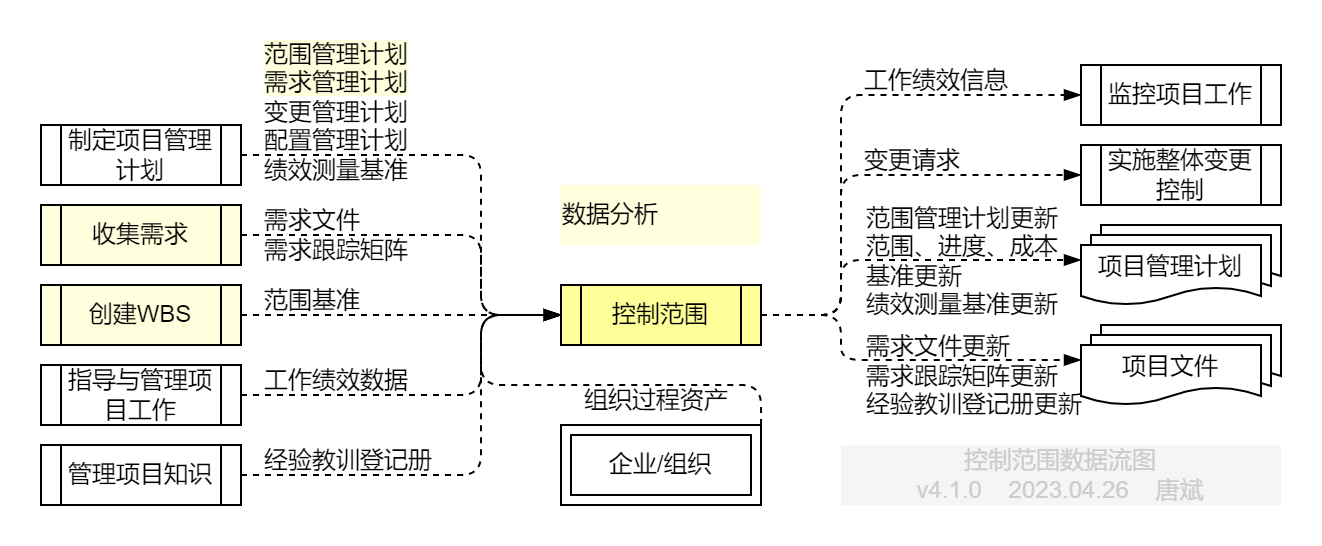 范围管理计划
需求管理计划
变更管理计划
配置管理计划
绩效测量基准
制定项目管理
计划
收集需求
需求文件
需求跟踪矩阵
创建WBS
范围基准
指导与管理项
目工作
工作绩效数据
管理项目知识
经验教训登记册
数据分析
控制范围
组织过程资产
企业/组织
工作绩效信息
监控项目工作
变更请求
实施整体变更
控制
范围管理计划更新
范围、进度、成本
基准更新
绩效测量基准更新
项目管理计划
需求文件更新
需求跟踪矩阵更新
经验教训登记册更新
项目文件
控制范围数据流图
v4.1.0 2023.04.26 唐斌